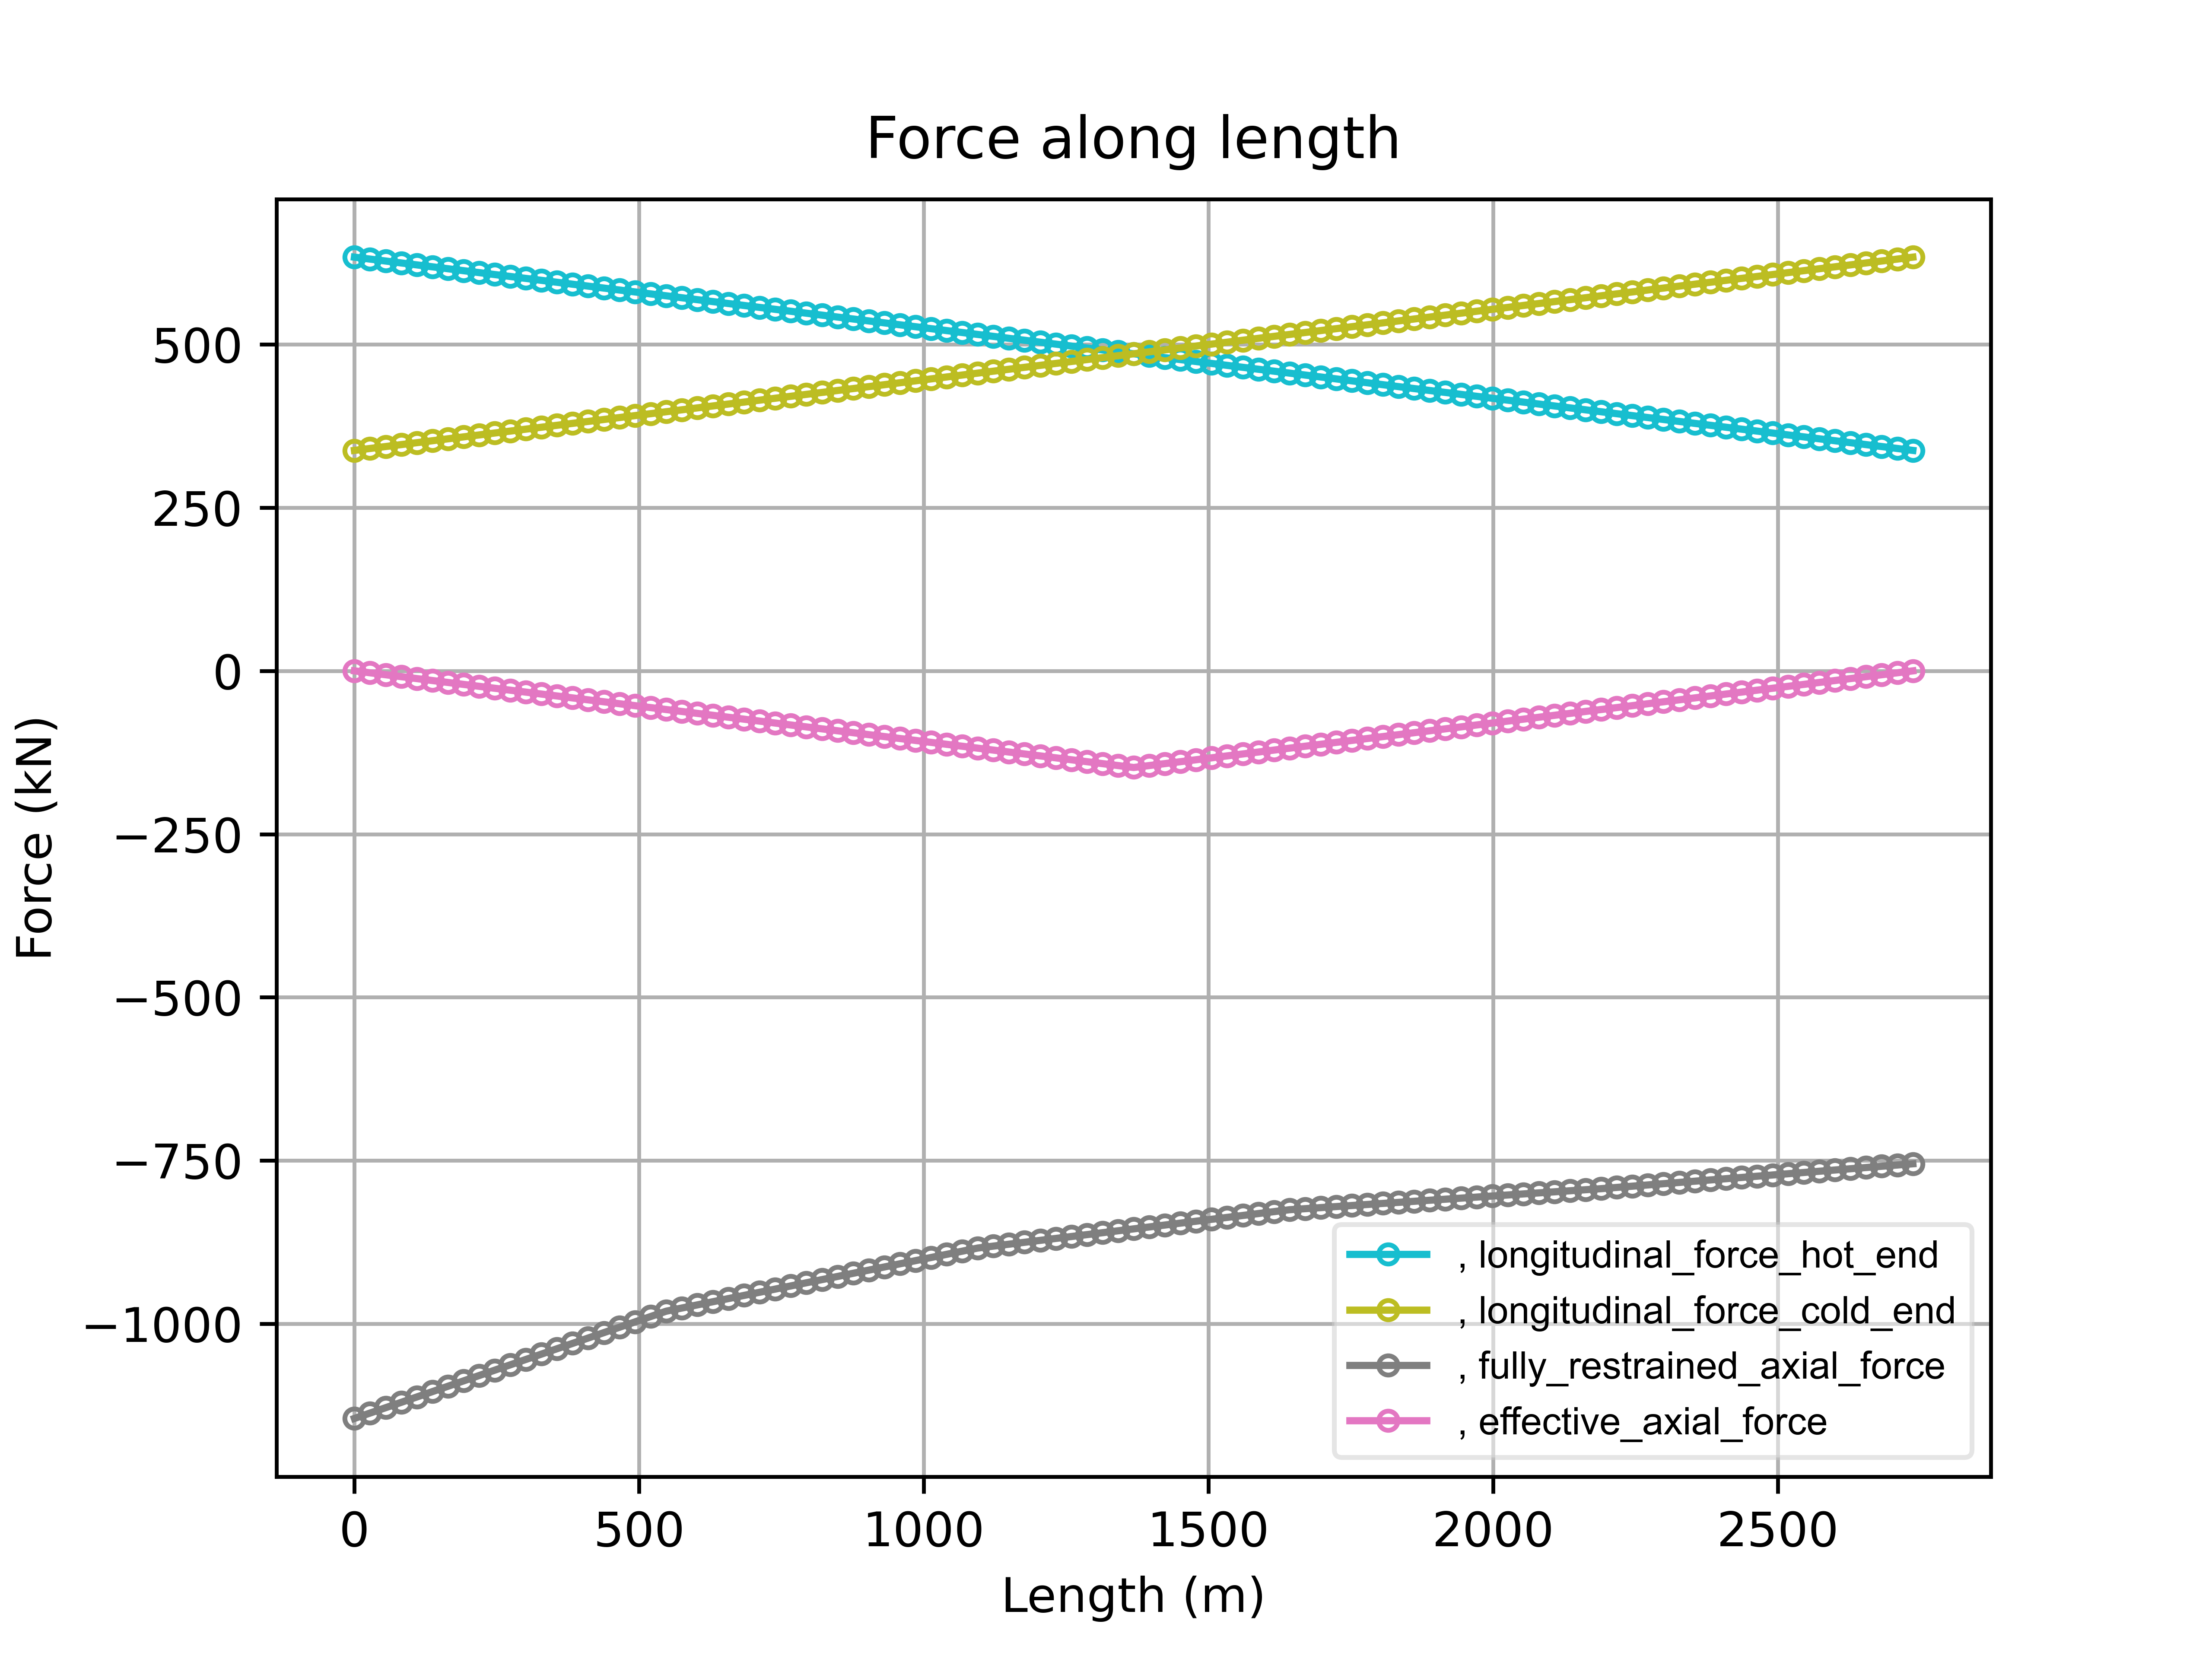 Force along length
Force (kN)
500
250
0
−250
−500
−750
−1000
0 500 1000 1500 2000 2500
Length (m)
, longitudinal_force_hot_end
, longitudinal_force_cold_end
, fully_restrained_axial_force
, effective_axial_force